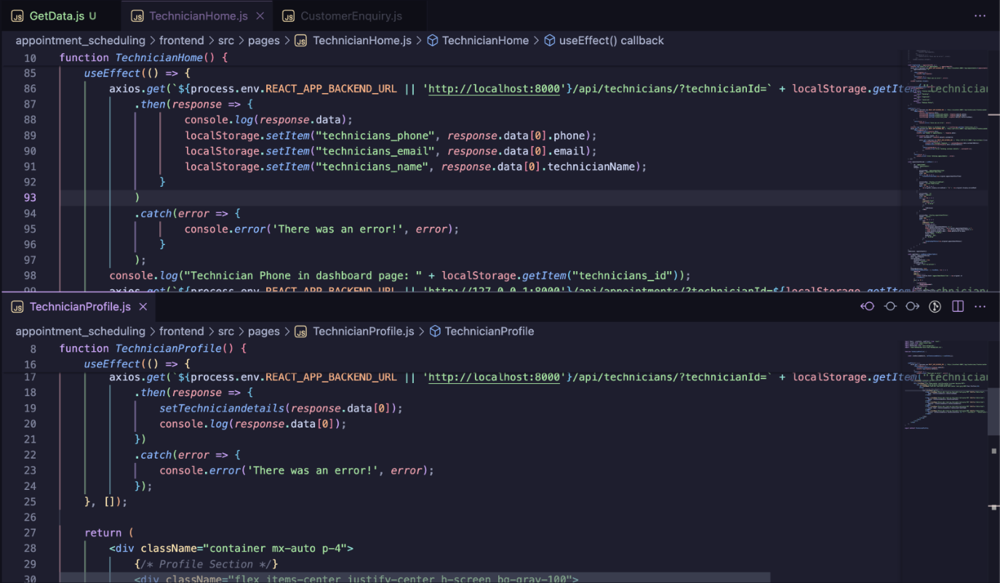 JS GetData.js U JS TechnicianHome.js × JS CustomerEnquiry.js ···
appointment_scheduling > frontend > src > pages > JS TechnicianHome.js > TechnicianHome > useEffect() callback
10 function TechnicianHome() {
85 useEffect(() => {
86 axios.get(`${process.env.REACT_APP_BACKEND_URL || 'http://localhost:8000'}/api/technicians/?technicianId=` + localStorage.getItem technician
87 .then(response => {
88 console.log(response.data);
89 localStorage.setItem("technicians_phone", response.data[0].phone);
90 localStorage.setItem("technicians_email", response.data[0].email);
91 localStorage.setItem("technicians_name", response.data[0].technicianName);
92 }
93 )
94 .catch(error => {
95 console.error('There was an error!', error);
96 }
97 );
98 console.log("Technician Phone in dashboard page: " + localStorage.getItem("technicians_id"));
99 axios.get(`${process.env.REACT_APP_BACKEND_URL || 'http://127.0.0.1:8000'}/api/appointments/?technicianId=${localStorage.getItem technician
JS TechnicianProfile.js × ···
appointment_scheduling > frontend > src > pages > JS TechnicianProfile.js > TechnicianProfile
8 function TechnicianProfile() {
16 useEffect(() => {
17 axios.get(`${process.env.REACT_APP_BACKEND_URL || 'http://localhost:8000'}/api/technicians/?technicianId=` + localStorage.getItem technician
18 .then(response => {
19 setTechniciandetails(response.data[0]);
20 console.log(response.data[0]);
21 })
22 .catch(error => {
23 console.error('There was an error!', error);
24 });
25 }, []);
26
27 return (
28 <div className="container mx-auto p-4">
29 {/* Profile Section */}
30 <div className="flex items-center justify-center h-screen bg-gray-100">